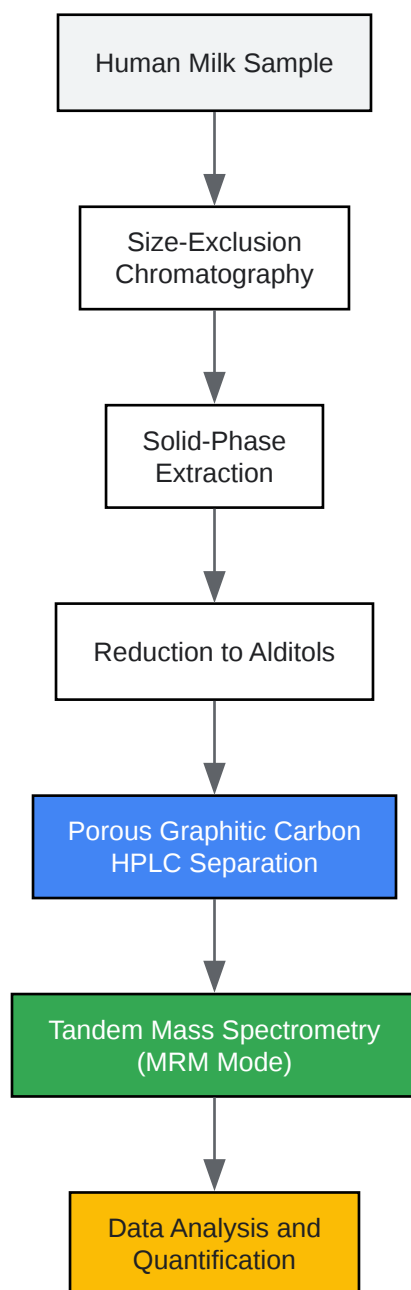 Human Milk Sample
Size-Exclusion
Chromatography
Solid-Phase
Extraction
Reduction to Alditols
Porous Graphitic Carbon
HPLC Separation
Tandem Mass Spectrometry
(MRM Mode)
Data Analysis and
Quantification